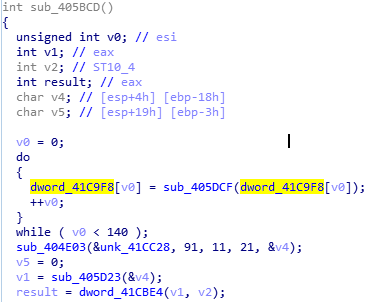 int sub_405BCD()
{
unsigned int v0; // esi
int v1; // eax
int v2; // ST10_4
int result; // eax
char v4; // [esp+4h] [ebp-18h]
char v5; // [esp+19h] [ebp-3h]
v0 = 0;
do
{
dword_41C9F8[v0] = sub_405DCF(dword_41C9F8[v0]);
++v0;
}
while ( v0 < 140 );
sub_404E03(&unk_41CC28, 91, 11, 21, &v4);
v5 = 0;
v1 = sub_405D23(&v4);
result = dword_41CBE4(v1, v2);